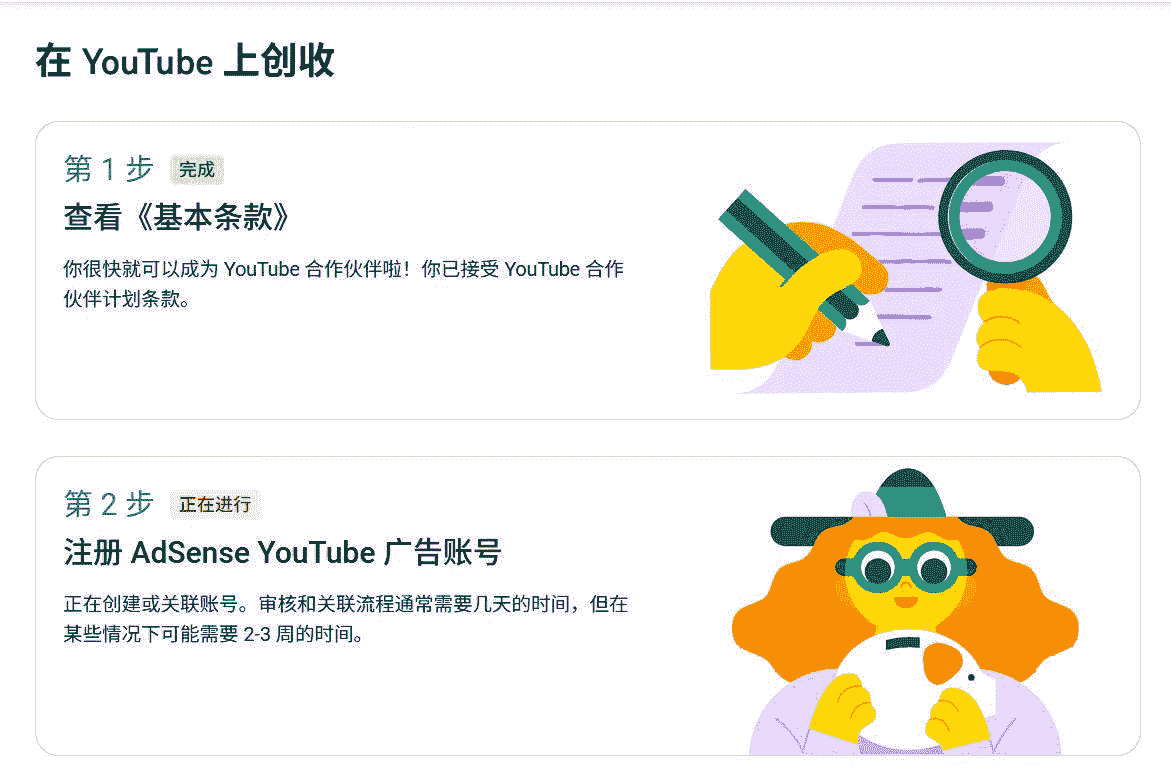 在 YouTube 上创收
第 1 步 完成
查看《基本条款》
你很快就可以成为 YouTube 合作伙伴啦！你已接受 YouTube 合作
伙伴计划条款。
第 2 步 正在进行
注册 AdSense YouTube 广告账号
正在创建或关联账号。审核和关联流程通常需要几天的时间，但在
某些情况下可能需要 2-3 周的时间。